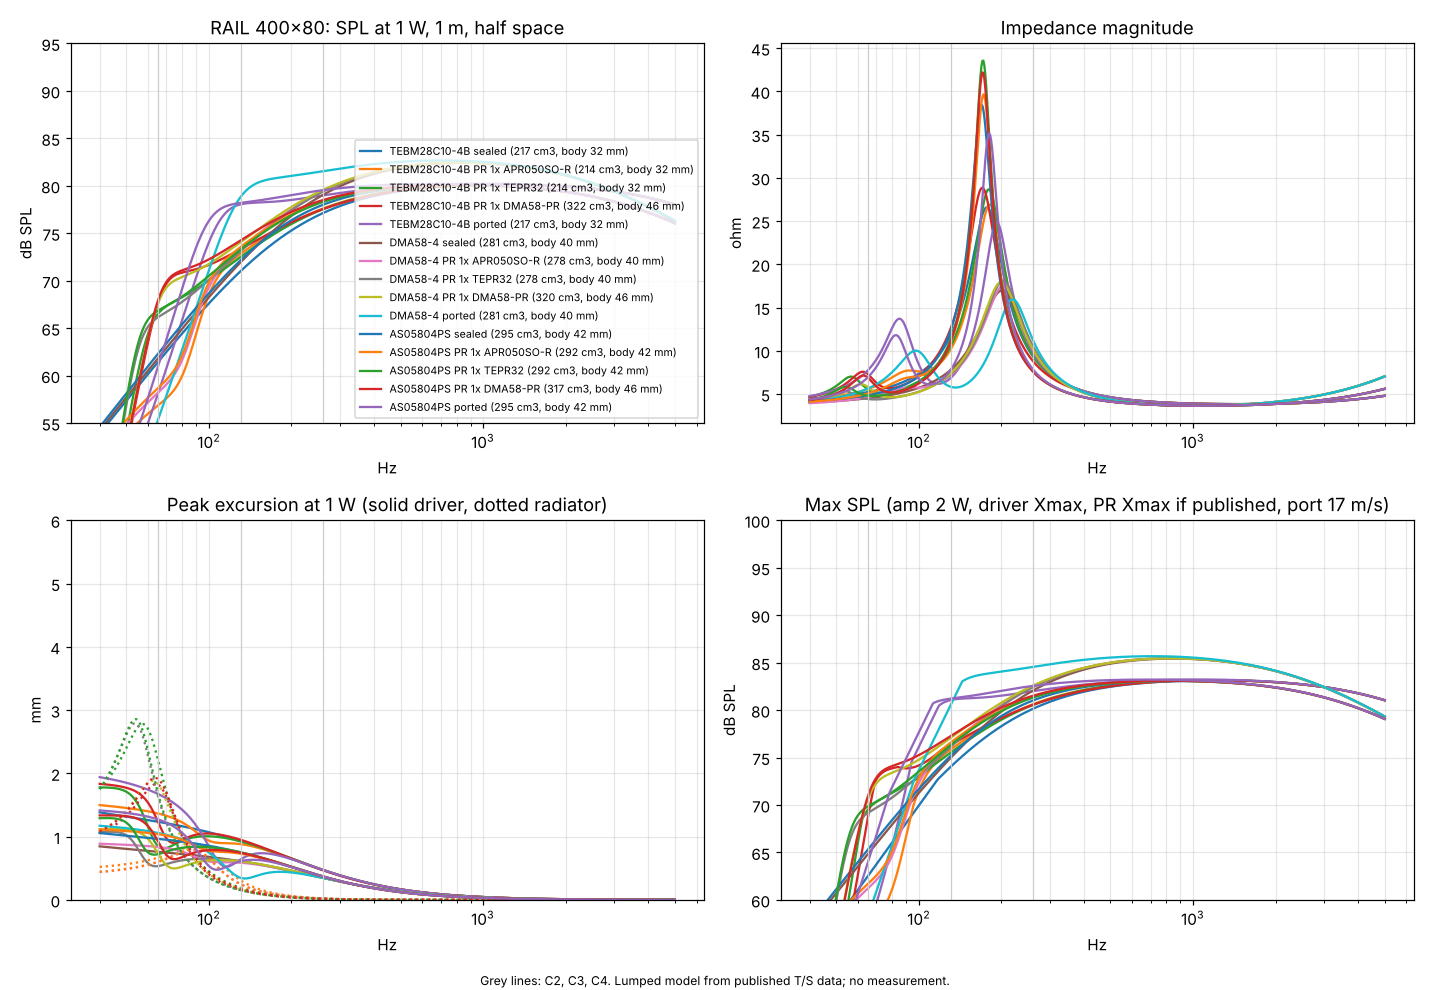 RAIL 400×80: SPL at 1 W, 1 m, half space
95
90
85
80
75
70
65
60
55
dB SPL
TEBM28C10-4B sealed (217 cm3, body 32 mm)
TEBM28C10-4B PR 1x APR050SO-R (214 cm3, body 32 mm)
TEBM28C10-4B PR 1x TEPR32 (214 cm3, body 32 mm)
TEBM28C10-4B PR 1x DMA58-PR (322 cm3, body 46 mm)
TEBM28C10-4B ported (217 cm3, body 32 mm)
DMA58-4 sealed (281 cm3, body 40 mm)
DMA58-4 PR 1x APR050SO-R (278 cm3, body 40 mm)
DMA58-4 PR 1x TEPR32 (278 cm3, body 40 mm)
DMA58-4 PR 1x DMA58-PR (320 cm3, body 46 mm)
DMA58-4 ported (281 cm3, body 40 mm)
AS05804PS sealed (295 cm3, body 42 mm)
AS05804PS PR 1x APR050SO-R (292 cm3, body 42 mm)
AS05804PS PR 1x TEPR32 (292 cm3, body 42 mm)
AS05804PS PR 1x DMA58-PR (317 cm3, body 46 mm)
AS05804PS ported (295 cm3, body 42 mm)
10²
10³
Hz
Impedance magnitude
45
40
35
30
25
20
15
10
5
ohm
10²
10³
Hz
Peak excursion at 1 W (solid driver, dotted radiator)
6
5
4
3
2
1
0
mm
10²
10³
Hz
Max SPL (amp 2 W, driver Xmax, PR Xmax if published, port 17 m/s)
100
95
90
85
80
75
70
65
60
dB SPL
10²
10³
Hz
Grey lines: C2, C3, C4. Lumped model from published T/S data; no measurement.